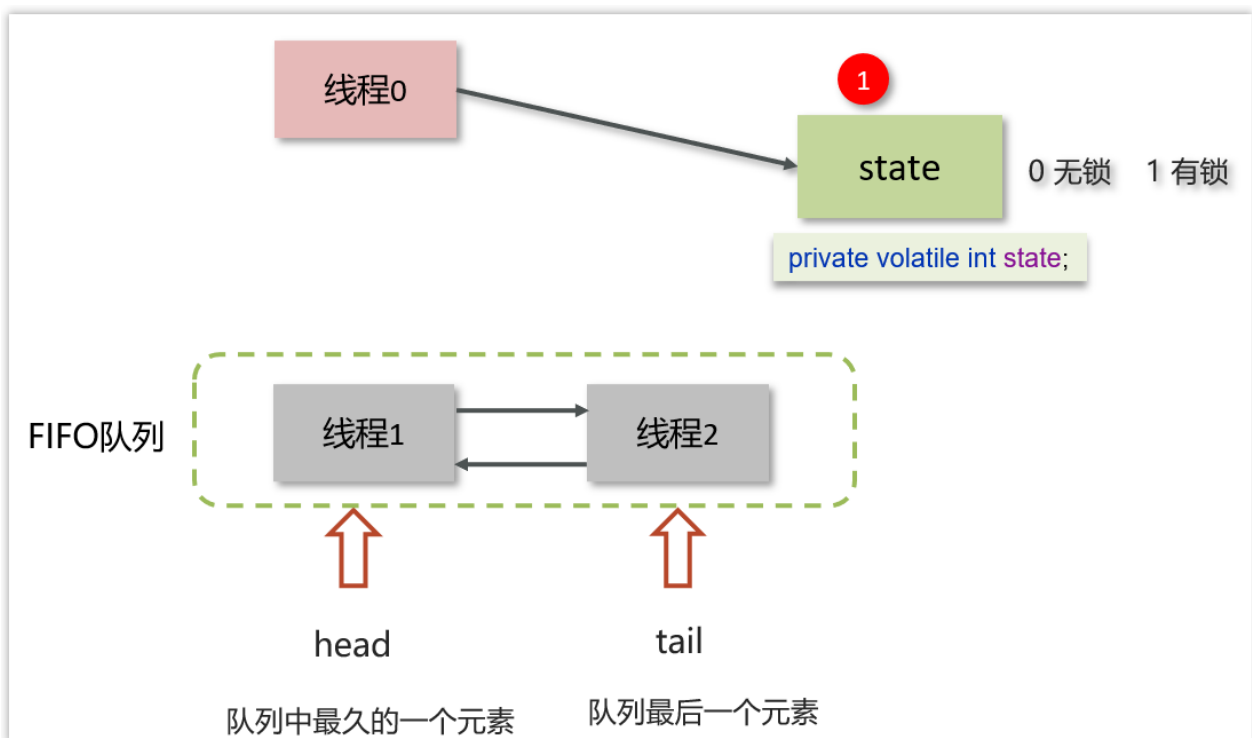 线程0
1
state
0 无锁 1 有锁
private volatile int state;
FIFO队列
线程1
线程2
head
tail
队列中最久的一个元素
队列最后一个元素